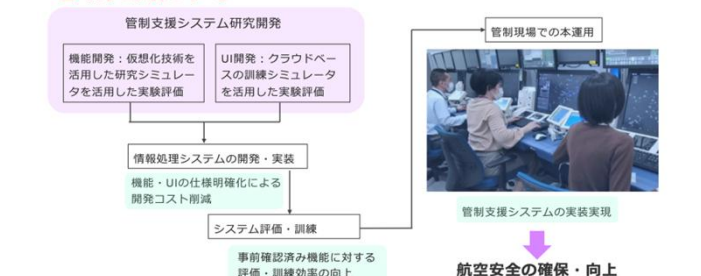 管制支援システム研究開発
機能開発：仮想化技術を
活用した研究シミュレー
タを活用した実験評価
UI開発：クラウドベー
スの訓練シミュレータ
を活用した実験評価
情報処理システムの開発・実装
機能・UIの仕様明確化による
開発コスト削減
システム評価・訓練
事前確認済み機能に対する
評価・訓練効率の向上
管制現場での本運用
管制支援システムの実装実現
航空安全の確保・向上